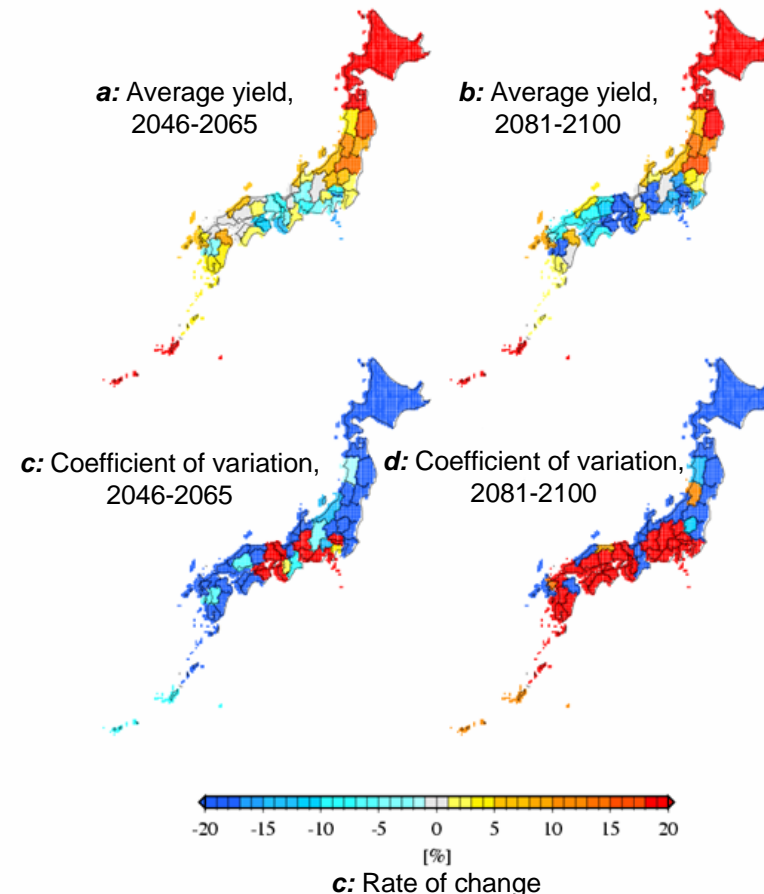 a: Average yield,
2046-2065
b: Average yield,
2081-2100
c: Coefficient of variation,
2046-2065
d: Coefficient of variation,
2081-2100
-20 -15 -10 -5 0 5 10 15 20
[%]
c: Rate of change